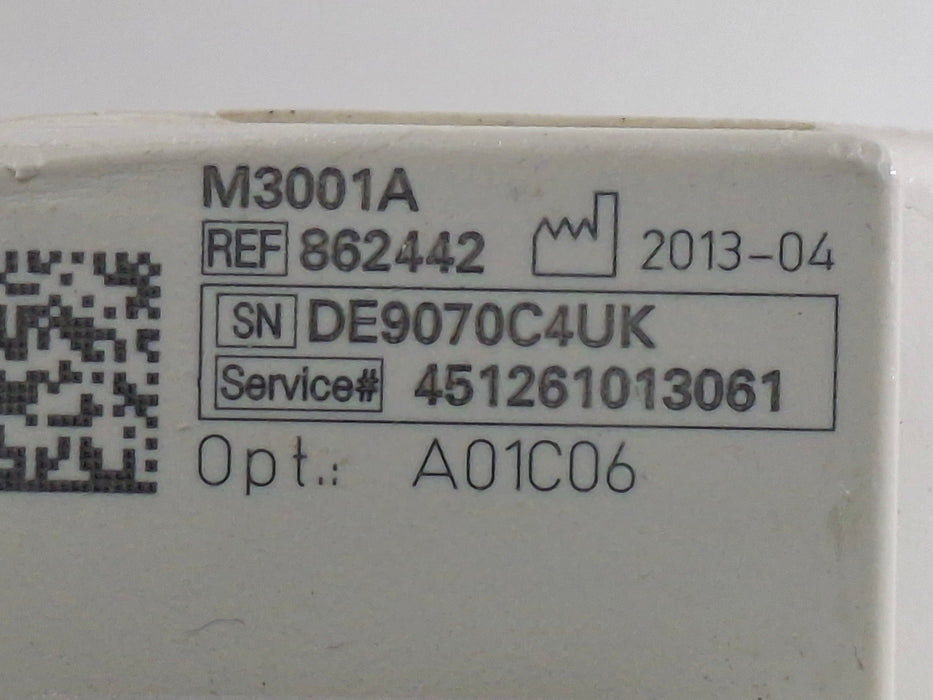 M3001A
REF 862442 2013-04
SN DE9070C4UK
Service# 451261013061
Opt.: A01C06